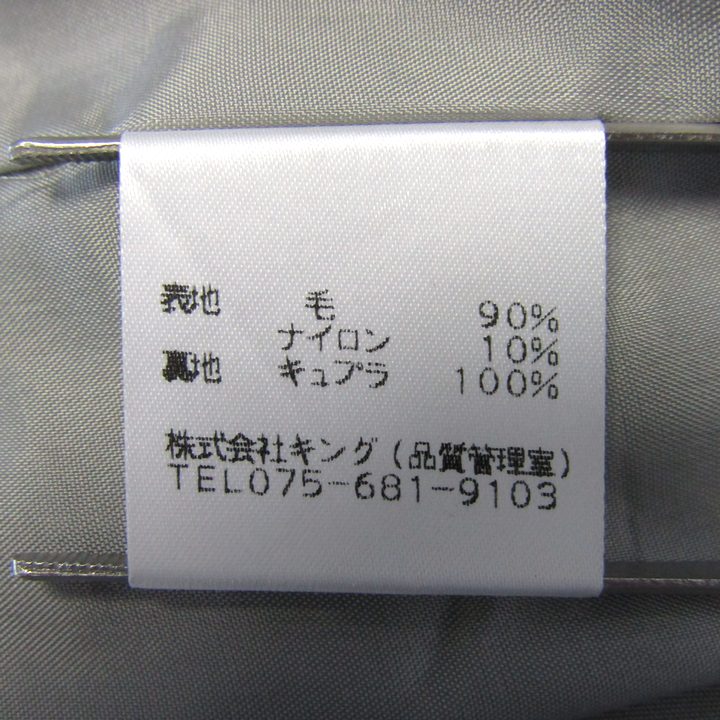 表地 毛 90%
ナイロン 10%
裏地 キュプラ 100%
株式会社キング(品質管理室)
TEL075-681-9103